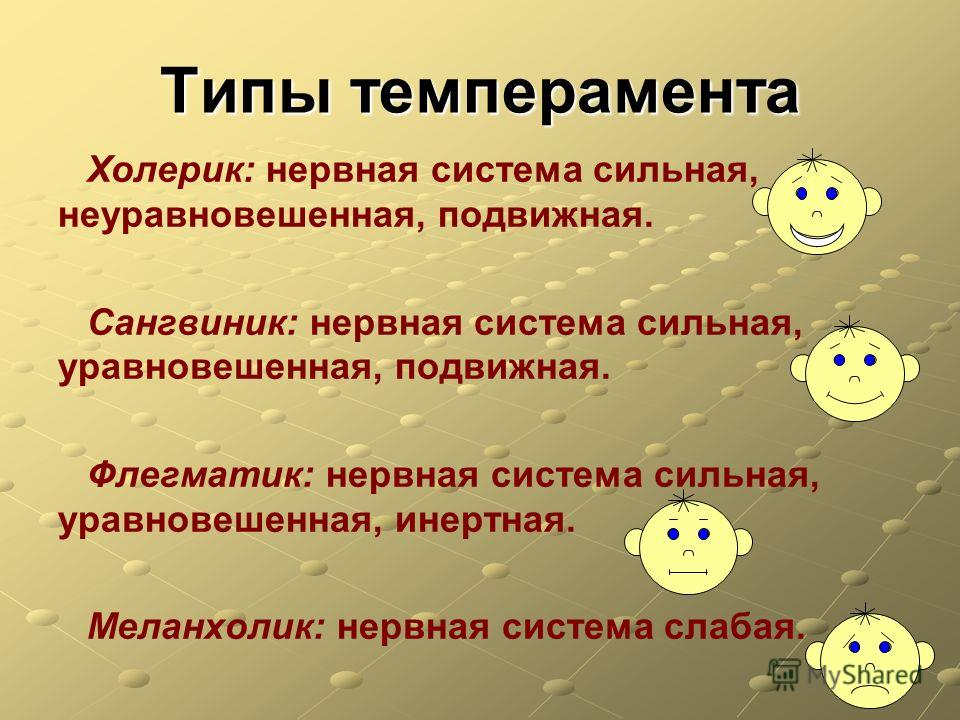 Типы темперамента
Холерик: нервная система сильная,
неуравновешенная, подвижная.
Сангвиник: нервная система сильная,
уравновешенная, подвижная.
Флегматик: нервная система сильная,
уравновешенная, инертная.
Меланхолик: нервная система слабая.
MyShared